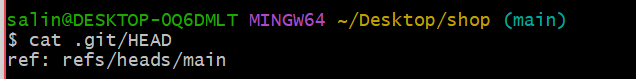 salin@DESKTOP-OQ6DMLT MINGW64 ~/Desktop/shop (main)
$ cat .git/HEAD
ref: refs/heads/main